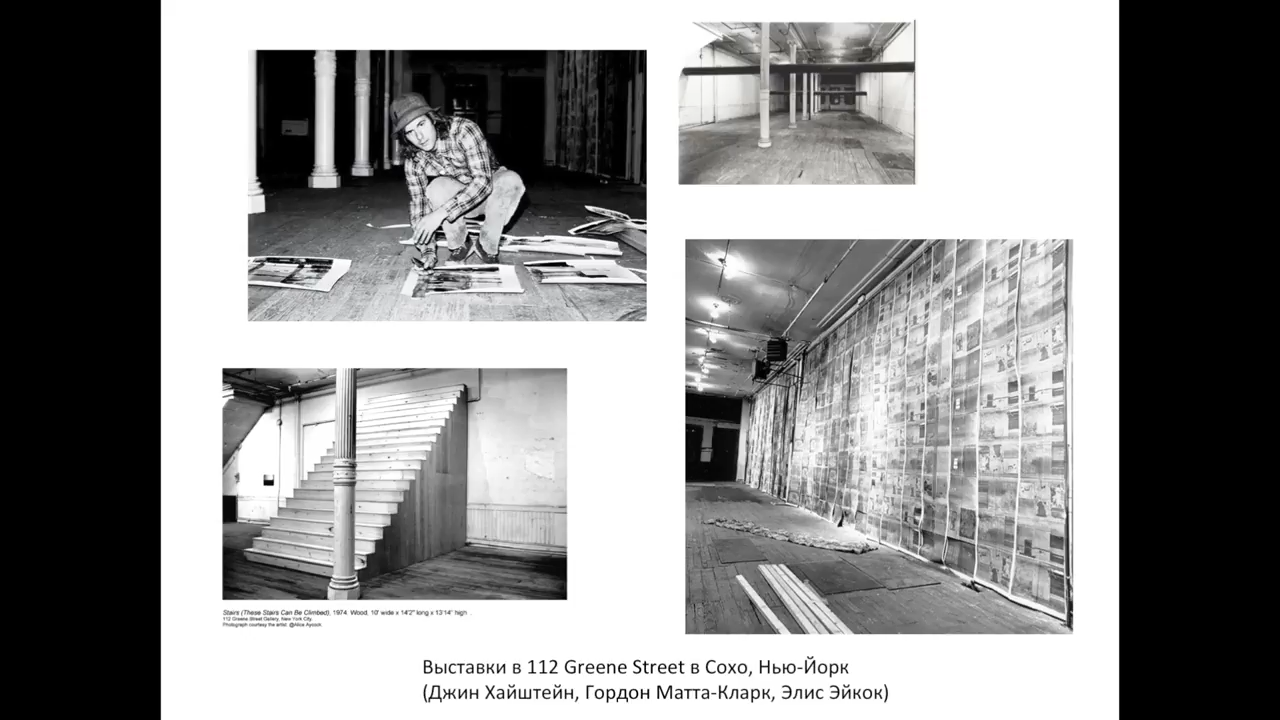 Stairs (These Stairs Can Be Climbed), 1974 Wood, 10' wide x 14'2" long x 13'14" high .
112 Greene Street Gallery, New York City.
Photograph courtesy the artist. @Alice Aycock.
Выставки в 112 Greene Street в Сохо, Нью-Йорк
(Джин Хайштейн, Гордон Матта-Кларк, Элис Эйкок)